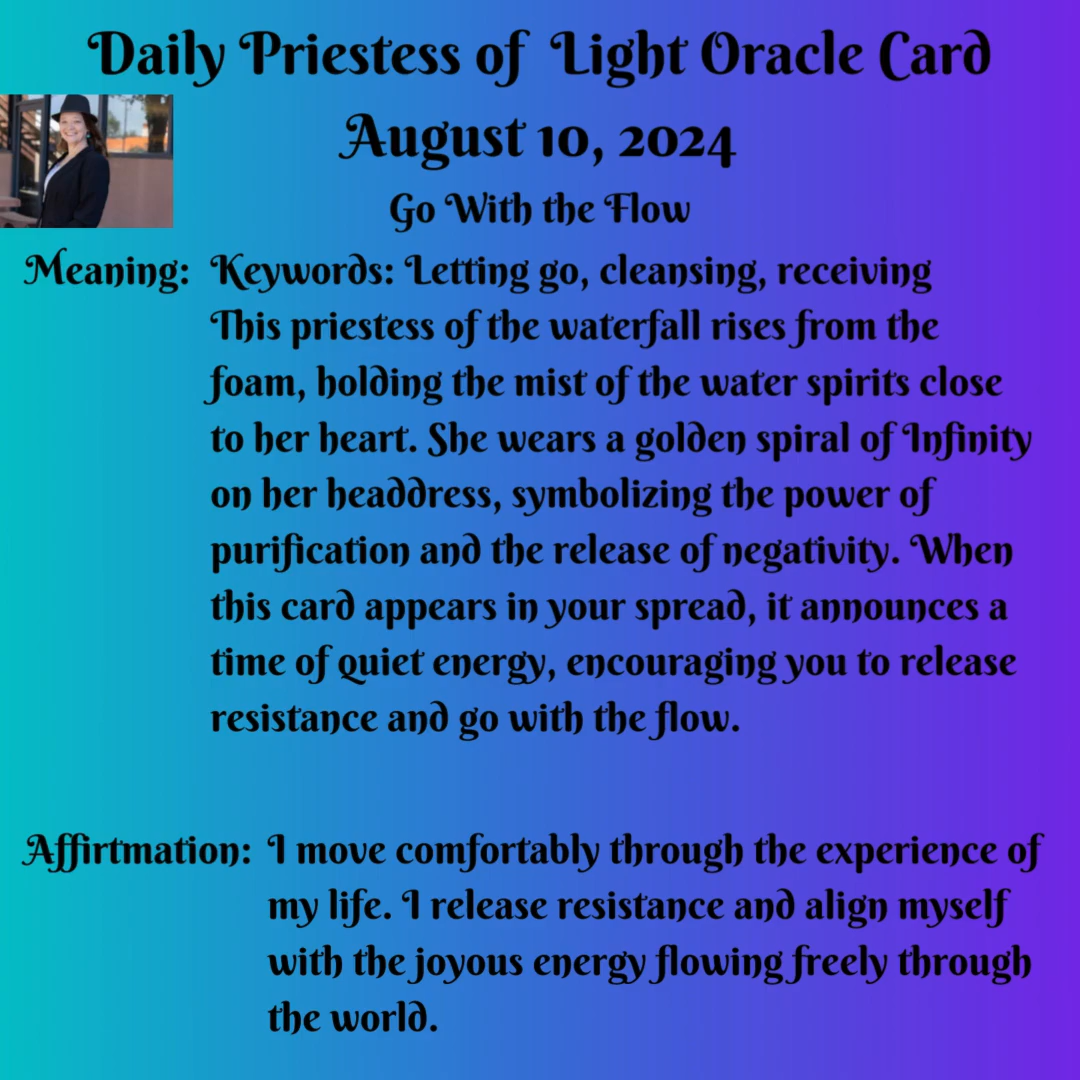 Daily Priestess of Light Oracle Card
August 10, 2024
Go With the Flow
Meaning: Keywords: Letting go, cleansing, receiving
This priestess of the waterfall rises from the
foam, holding the mist of the water spirits close
to her heart. She wears a golden spiral of Infinity
on her headdress, symbolizing the power of
purification and the release of negativity. When
this card appears in your spread, it announces a
time of quiet energy, encouraging you to release
resistance and go with the flow.
Affirtmation: I move comfortably through the experience of
my life. I release resistance and align myself
with the joyous energy flowing freely through
the world.